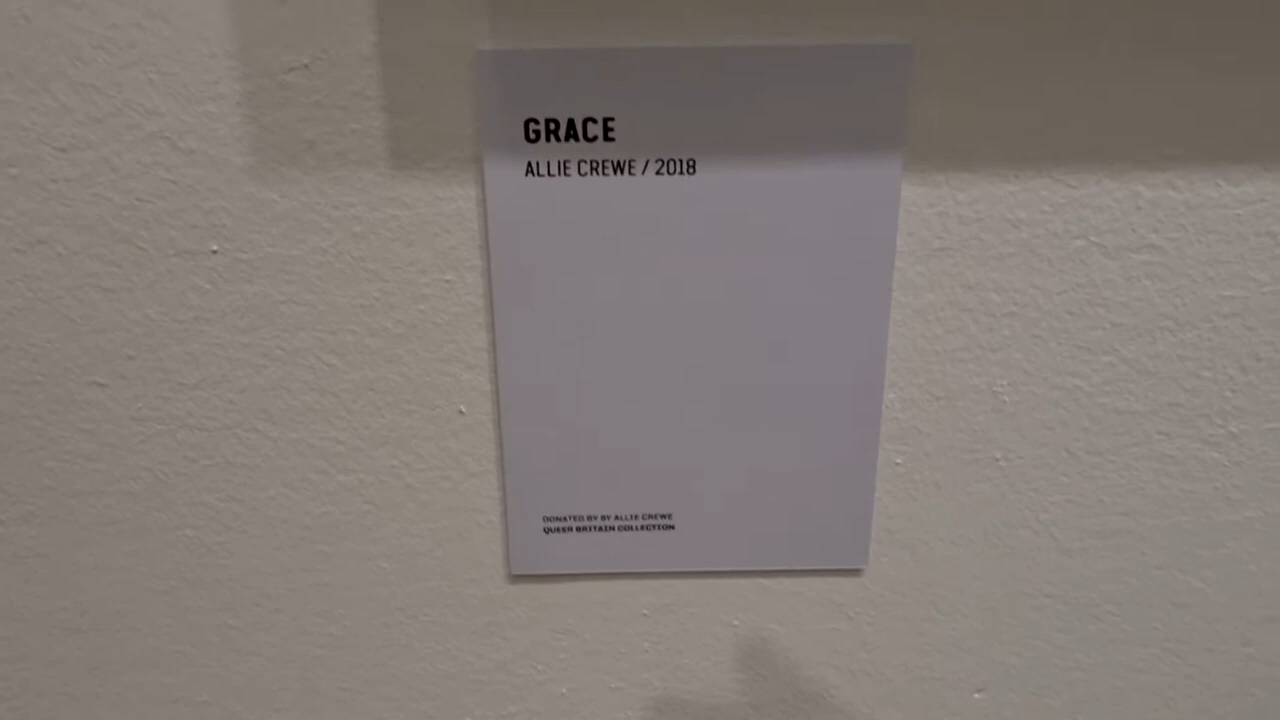 GRACE
ALLIE CREWE / 2018
DONATED BY BY ALLIE CREWE
QUEER BRITAIN COLLECTION